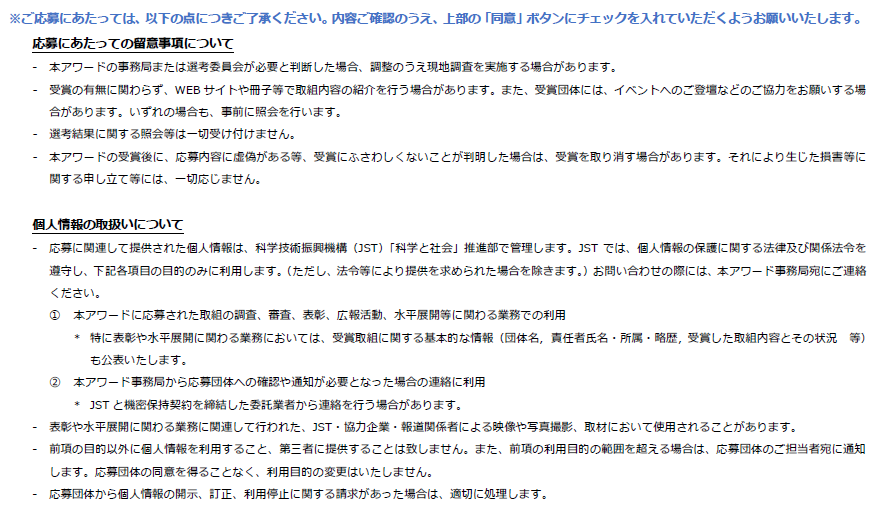 ※ご応募にあたっては、以下の点につきご了承ください。内容ご確認のうえ、上部の「同意」ボタンにチェックを入れていただくようお願いいたします。
応募にあたっての留意事項について
- 本アワードの事務局または選考委員会が必要と判断した場合、調整のうえ現地調査を実施する場合があります。
- 受賞の有無に関わらず、WEBサイトや冊子等で取組内容の紹介を行う場合があります。また、受賞団体には、イベントへのご登壇などのご協力をお願いする場
合があります。いずれの場合も、事前に照会を行います。
- 選考結果に関する照会等は一切受け付けません。
- 本アワードの受賞後に、応募内容に虚偽がある等、受賞にふさわしくないことが判明した場合は、受賞を取り消す場合があります。それにより生じた損害等に
関する申し立て等には、一切応じません。
個人情報の取扱いについて
- 応募に関連して提供された個人情報は、科学技術振興機構（JST）「科学と社会」推進部で管理します。JST では、個人情報の保護に関する法律及び関係法令を
遵守し、下記各項目の目的のみに利用します。（ただし、法令等により提供を求められた場合を除きます。）お問い合わせの際には、本アワード事務局宛にご連絡
ください。
① 本アワードに応募された取組の調査、審査、表彰、広報活動、水平展開等に関わる業務での利用
* 特に表彰や水平展開に関わる業務においては、受賞取組に関する基本的な情報（団体名，責任者氏名・所属・略歴，受賞した取組内容とその状況　等）
も公表いたします。
② 本アワード事務局から応募団体への確認や通知が必要となった場合の連絡に利用
* JST と機密保持契約を締結した委託業者から連絡を行う場合があります。
- 表彰や水平展開に関わる業務に関連して行われた、JST・協力企業・報道関係者による映像や写真撮影、取材において使用されることがあります。
- 前項の目的以外に個人情報を利用すること、第三者に提供することは致しません。また、前項の利用目的の範囲を超える場合は、応募団体のご担当者宛に通知
します。応募団体の同意を得ることなく、利用目的の変更はいたしません。
- 応募団体から個人情報の開示、訂正、利用停止に関する請求があった場合は、適切に処理します。